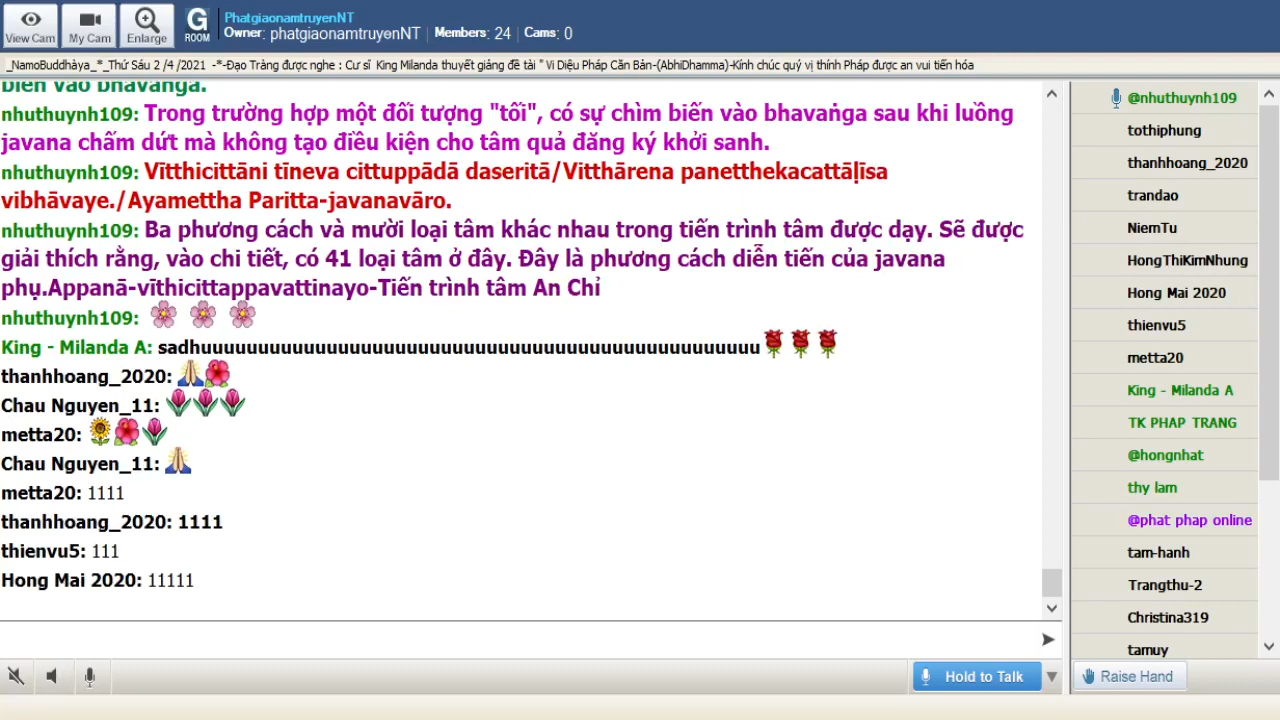 View Cam
My Cam
Enlarge
G
ROOM
PhatgiaonamtruyenNT
Owner: phatgiaonamtruyenNT | Members: 24 | Cams: 0
_NamoBuddhàya_*_Thứ Sáu 2 /4 /2021 -*-Đạo Tràng được nghe : Cư sĩ King Milanda thuyết giảng đề tài " Vi Diệu Pháp Căn Bản-(AbhiDhamma)-Kính chúc quý vị thính Pháp được an vui tiến hóa
biến vào bhavaṅga.
nhuthuynh109: Trong trường hợp một đối tượng "tối", có sự chìm biến vào bhavaṅga sau khi luồng
javana chấm dứt mà không tạo điều kiện cho tâm quả đăng ký khởi sanh.
nhuthuynh109: Vītthicittāni tīneva cittuppādā daseritā/Vitthārena panetthekacattāḷīsa
vibhāvaye./Ayamettha Paritta-javanavāro.
nhuthuynh109: Ba phương cách và mười loại tâm khác nhau trong tiến trình tâm được dạy. Sẽ được
giải thích rằng, vào chi tiết, có 41 loại tâm ở đây. Đây là phương cách diễn tiến của javana
phụ.Appanā-vīthicittappavattinayo-Tiến trình tâm An Chỉ
nhuthuynh109:
King - Milanda A: sadhuuuuuuuuuuuuuuuuuuuuuuuuuuuuuuuuuuuuuuuuuuuuuuuuu
thanhhoang_2020:
Chau Nguyen_11:
metta20:
Chau Nguyen_11:
metta20: 1111
thanhhoang_2020: 1111
thienvu5: 111
Hong Mai 2020: 11111
@nhuthuynh109
tothiphung
thanhhoang_2020
trandao
NiemTu
HongThiKimNhung
Hong Mai 2020
thienvu5
metta20
King - Milanda A
TK PHAP TRANG
@hongnhat
thy lam
@phat phap online
tam-hanh
Trangthu-2
Christina319
tamuy
Hold to Talk
Raise Hand